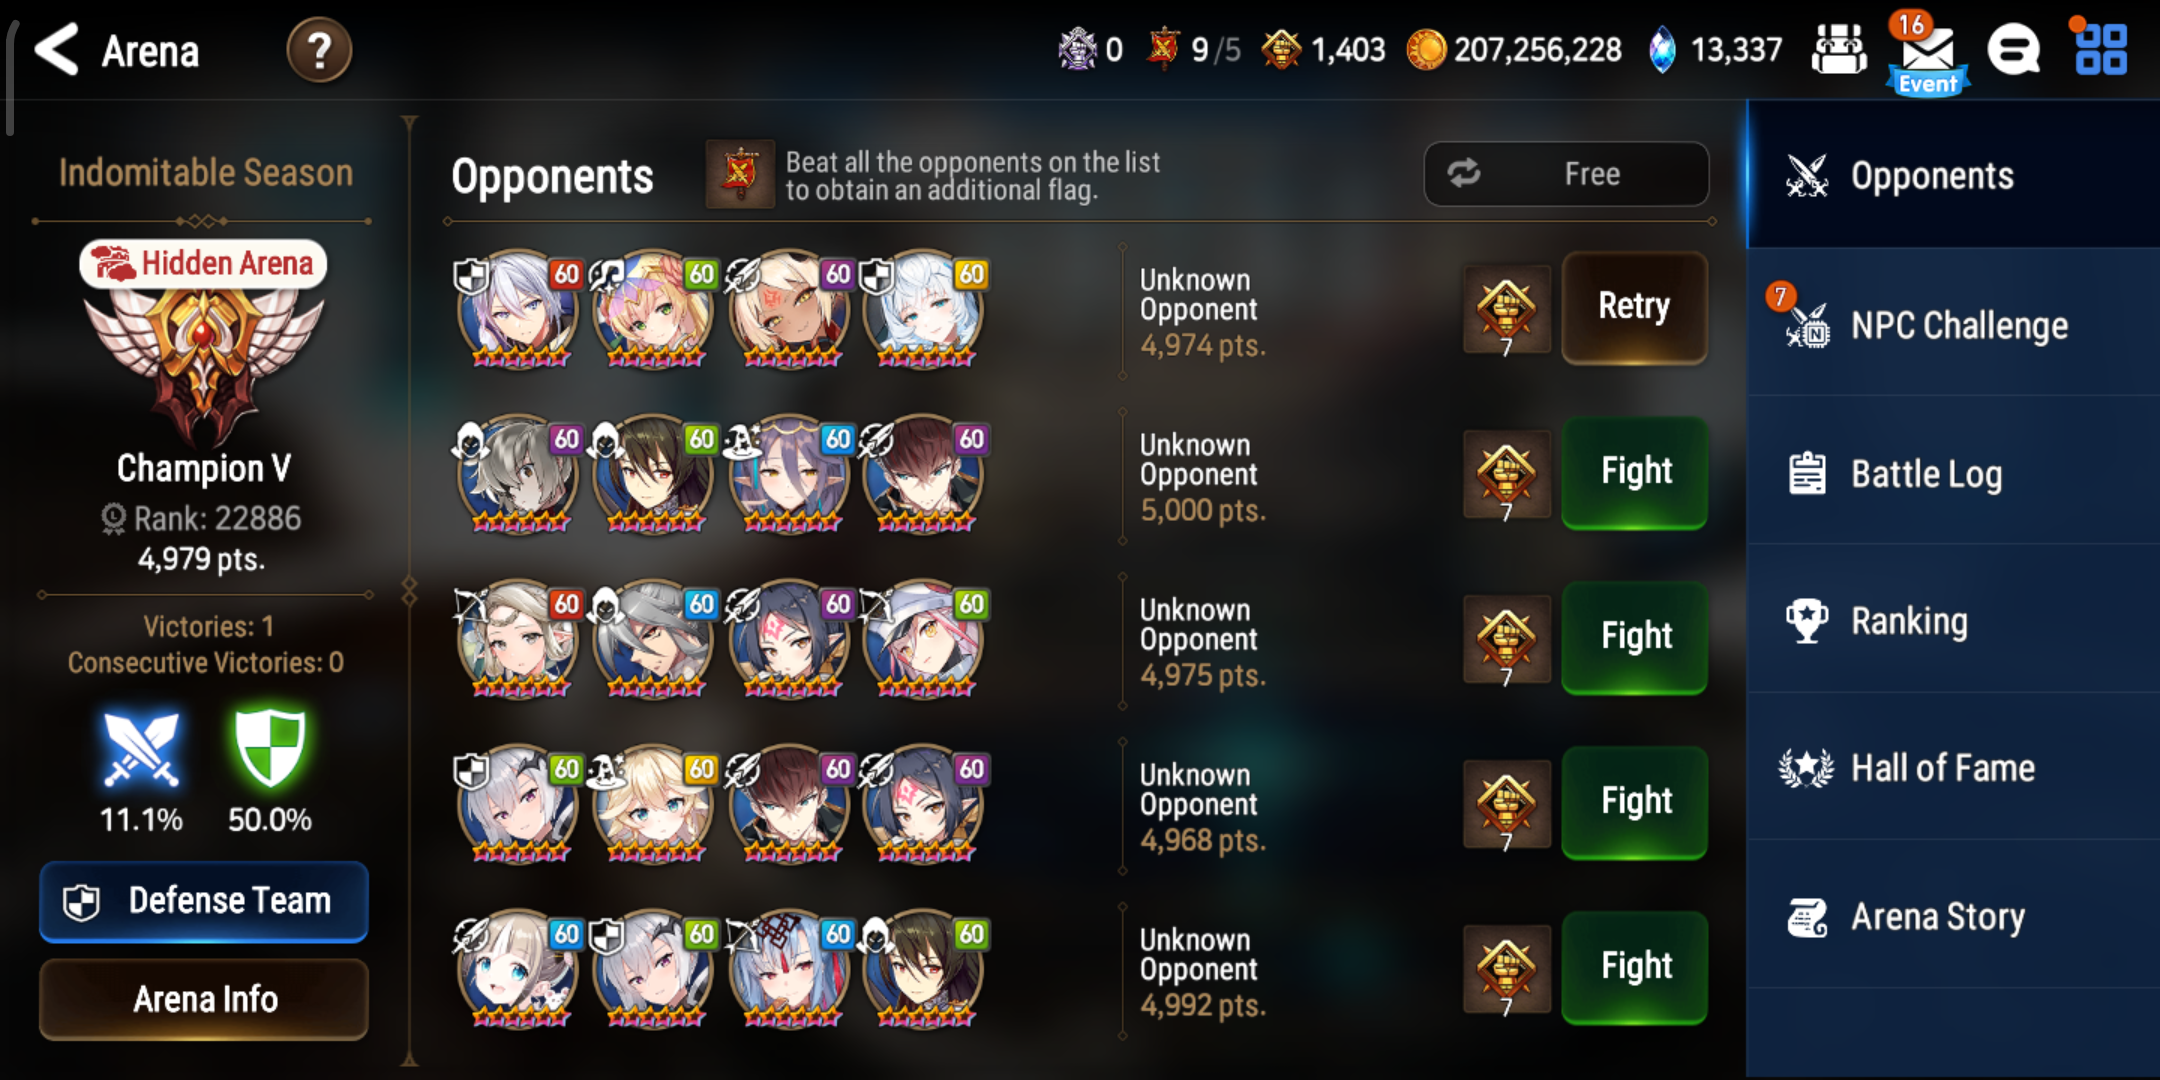 Arena
?
0
9/5
1,403
207,256,228
13,337
16
Event
Indomitable Season
Hidden Arena
Champion V
Rank: 22886
4,979 pts.
Victories: 1
Consecutive Victories: 0
11.1%
50.0%
Defense Team
Arena Info
Opponents
Beat all the opponents on the list
to obtain an additional flag.
Free
60 60 60 60
Unknown
Opponent
4,974 pts.
7
Retry
60 60 60 60
Unknown
Opponent
5,000 pts.
7
Fight
60 60 60 60
Unknown
Opponent
4,975 pts.
7
Fight
60 60 60 60
Unknown
Opponent
4,968 pts.
7
Fight
60 60 60 60
Unknown
Opponent
4,992 pts.
7
Fight
Opponents
7
N
NPC Challenge
Battle Log
Ranking
Hall of Fame
Arena Story